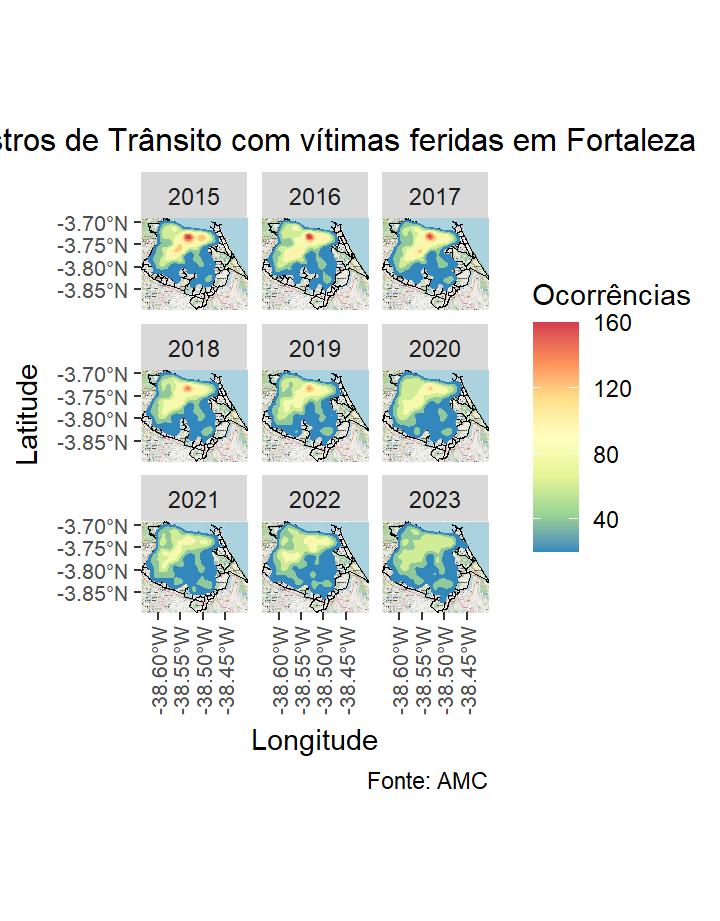 stros de Trânsito com vítimas feridas em Fortaleza
2015 2016 2017
-3.70°N
-3.75°N
-3.80°N
-3.85°N
Ocorrências
160
120
80
40
2018 2019 2020
-3.70°N
-3.75°N
-3.80°N
-3.85°N
Latitude
2021 2022 2023
-3.70°N
-3.75°N
-3.80°N
-3.85°N
-38.60°W -38.55°W -38.50°W -38.45°W -38.60°W -38.55°W -38.50°W -38.45°W -38.60°W -38.55°W -38.50°W -38.45°W
Longitude
Fonte: AMC